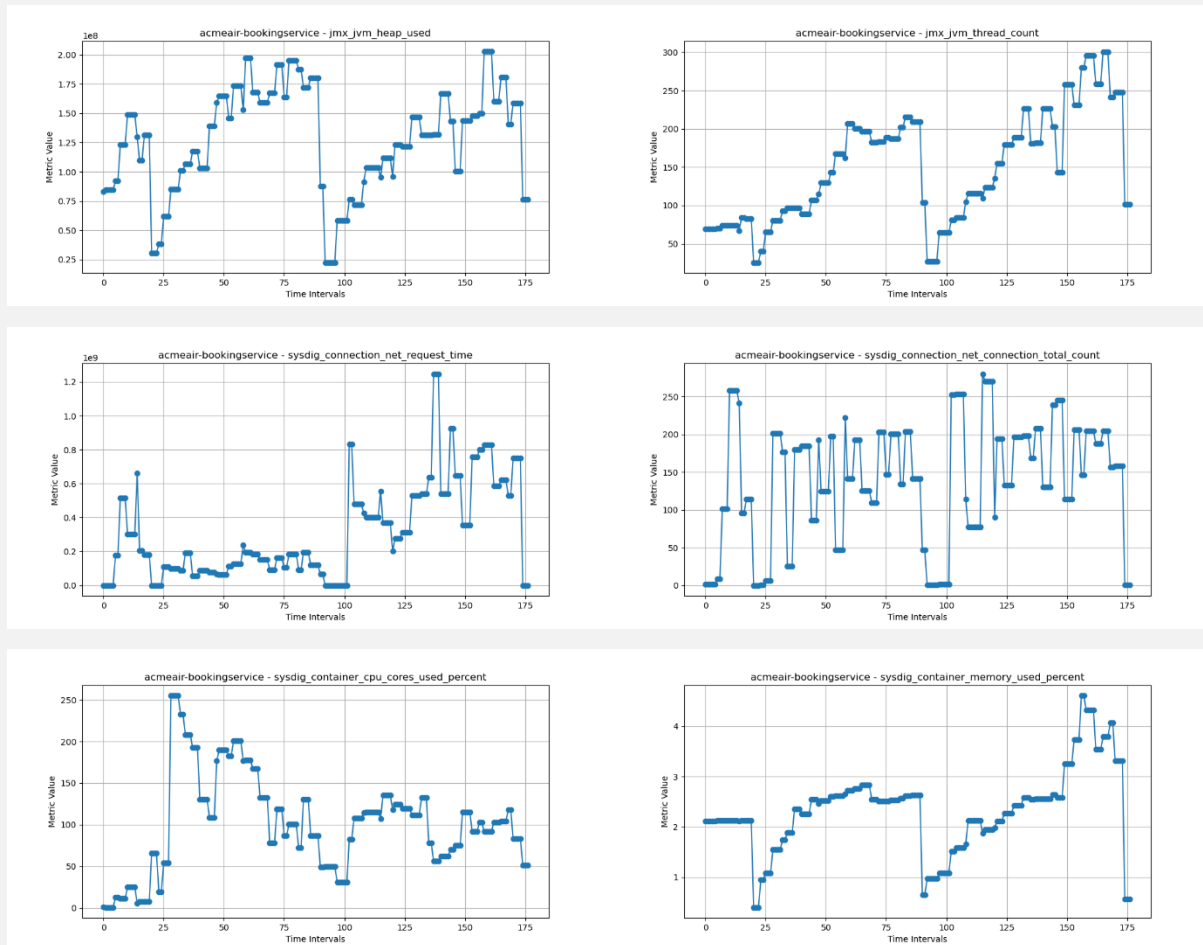 acmeair-bookingservice - jmx_jvm_heap_used
1e8
2.00
1.75
1.50
1.25
1.00
0.75
0.50
0.25
Metric Value
0 25 50 75 100 125 150 175
Time Intervals
acmeair-bookingservice - jmx_jvm_thread_count
300
250
200
150
100
50
Metric Value
0 25 50 75 100 125 150 175
Time Intervals
acmeair-bookingservice - sysdig_connection_net_request_time
1e9
1.2
1.0
0.8
0.6
0.4
0.2
0.0
Metric Value
0 25 50 75 100 125 150 175
Time Intervals
acmeair-bookingservice - sysdig_connection_net_connection_total_count
250
200
150
100
50
0
Metric Value
0 25 50 75 100 125 150 175
Time Intervals
acmeair-bookingservice - sysdig_container_cpu_cores_used_percent
250
200
150
100
50
0
Metric Value
0 25 50 75 100 125 150 175
Time Intervals
acmeair-bookingservice - sysdig_container_memory_used_percent
4
3
2
1
Metric Value
0 25 50 75 100 125 150 175
Time Intervals